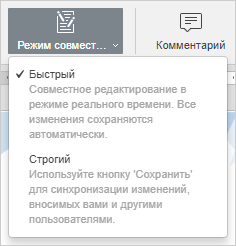 Режим совмест...
Комментарий
Быстрый
Совместное редактирование в
режиме реального времени. Все
изменения сохраняются
автоматически.
Строгий
Используйте кнопку 'Сохранить'
для синхронизации изменений,
вносимых вами и другими
пользователями.